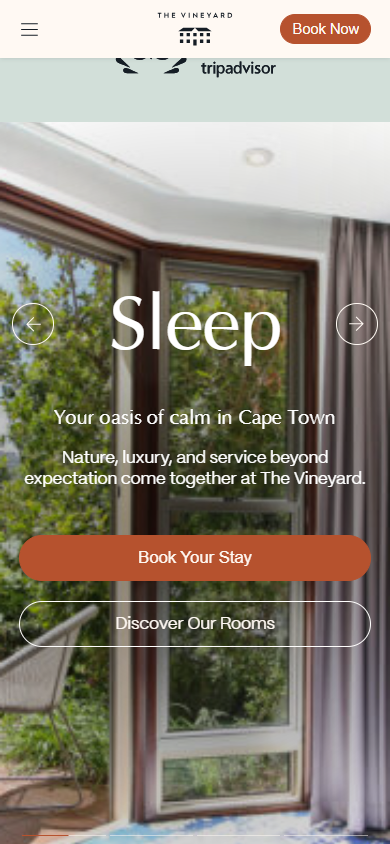 THE VINEYARD
Book Now
tripadvisor
Sleep
Your oasis of calm in Cape Town
Nature, luxury, and service beyond
expectation come together at The Vineyard.
Book Your Stay
Discover Our Rooms